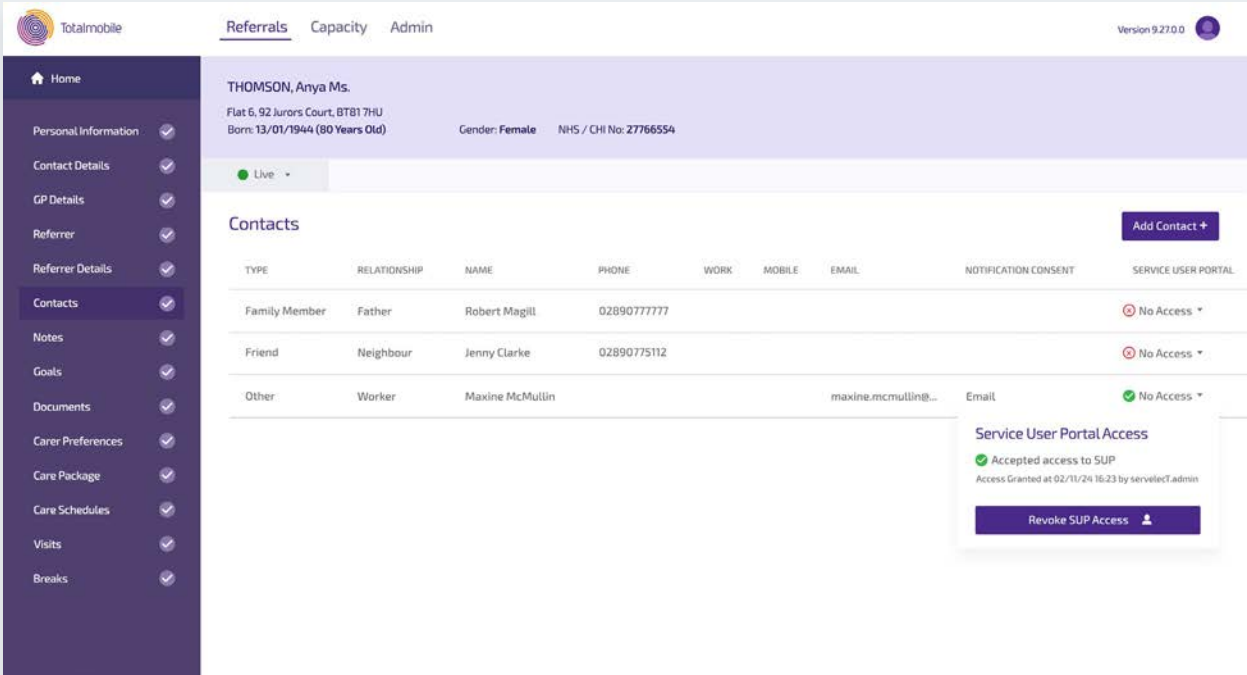 Totalmobile
Referrals Capacity Admin
Version 9.27.0.0
Home
Personal Information
Contact Details
GP Details
Referrer
Referrer Details
Contacts
Notes
Goals
Documents
Carer Preferences
Care Package
Care Schedules
Visits
Breaks
THOMSON, Anya Ms.
Flat 6, 92 Jurors Court, BT81 7HU
Born: 13/01/1944 (80 Years Old) Gender: Female NHS / CHI No: 27766554
Live
Contacts
Add Contact +
TYPE RELATIONSHIP NAME PHONE WORK MOBILE EMAIL NOTIFICATION CONSENT SERVICE USER PORTAL
Family Member Father Robert Magill 02890777777 No Access
Friend Neighbour Jenny Clarke 02890775112 No Access
Other Worker Maxine McMullin maxine.mcmullin@... Email No Access
Service User Portal Access
Accepted access to SUP
Access Granted at 02/11/24 16:23 by servelecT.admin
Revoke SUP Access